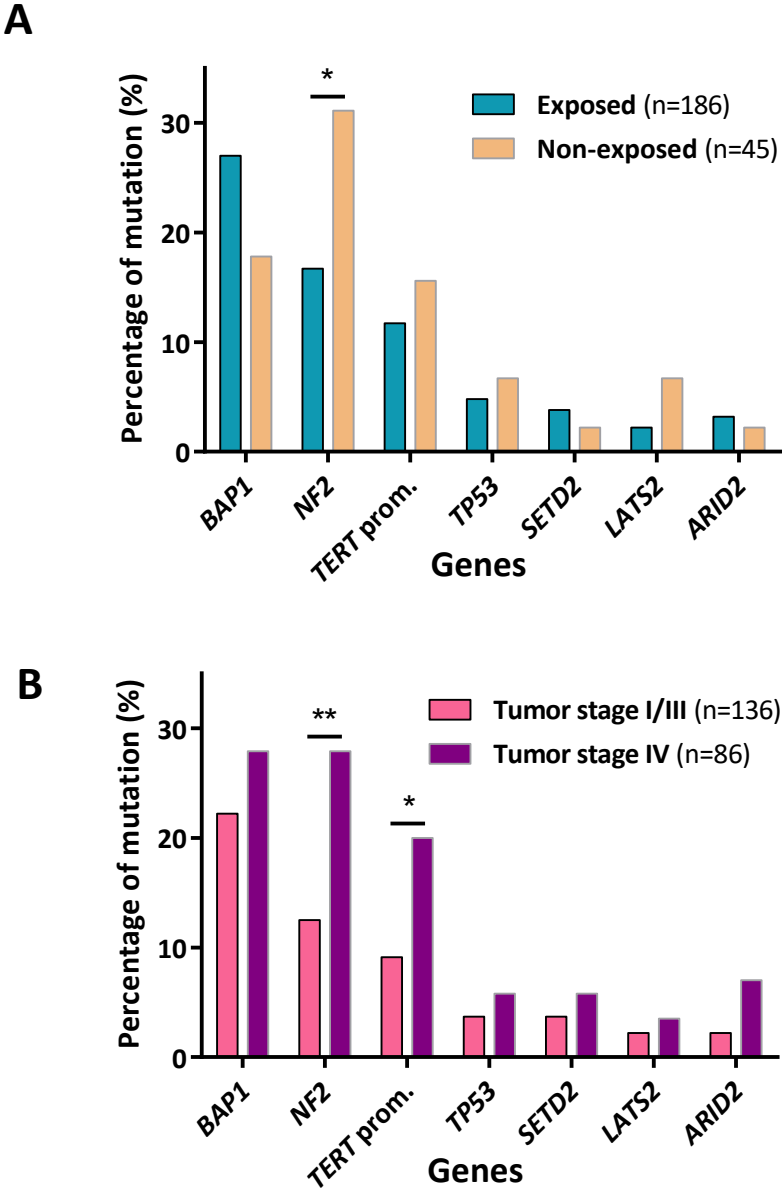 A
Percentage of mutation (%)
30
20
10
0
*
Exposed (n=186)
Non-exposed (n=45)
BAP1
NF2
TERT prom.
TP53
SETD2
LATS2
ARID2
Genes
B
Percentage of mutation (%)
30
20
10
0
**
*
Tumor stage I/III (n=136)
Tumor stage IV (n=86)
BAP1
NF2
TERT prom.
TP53
SETD2
LATS2
ARID2
Genes